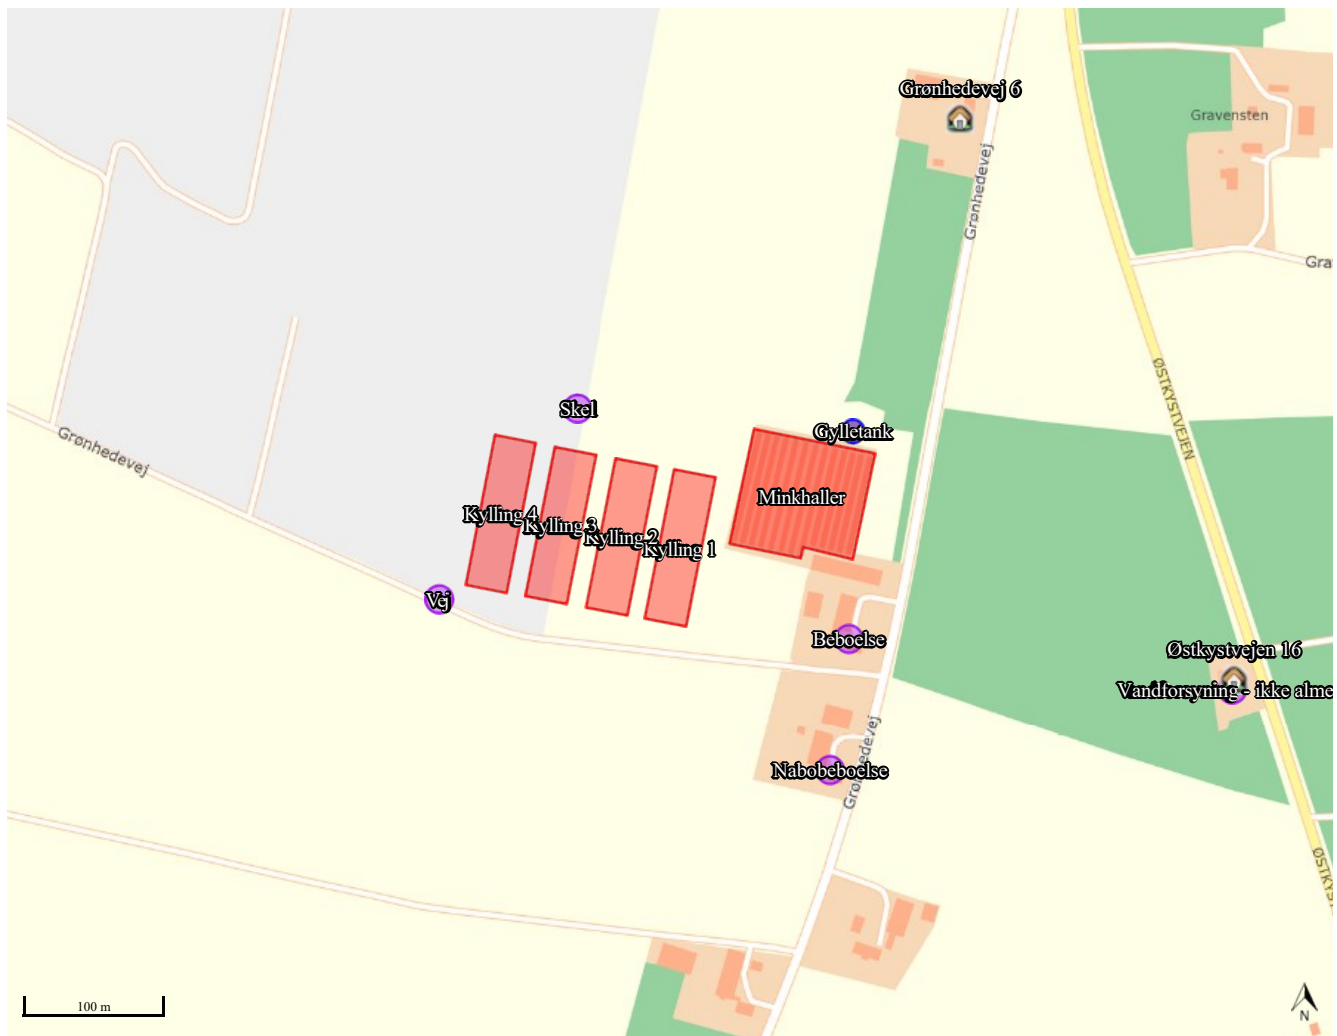 Grønhedevej 6
Gravensten
Grønhedevej
Gra
ØSTKYSTVEJEN
Skel
Gylletank
Grønhedevej
Minkhaller
Kylling 4
Kylling 3
Kylling 2
Kylling 1
Vej
Beboelse
Østkystvejen 16
Vandforsyning - ikke alme
Grønhedevej
Nabobeboelse
ØSTKYST
100 m
N